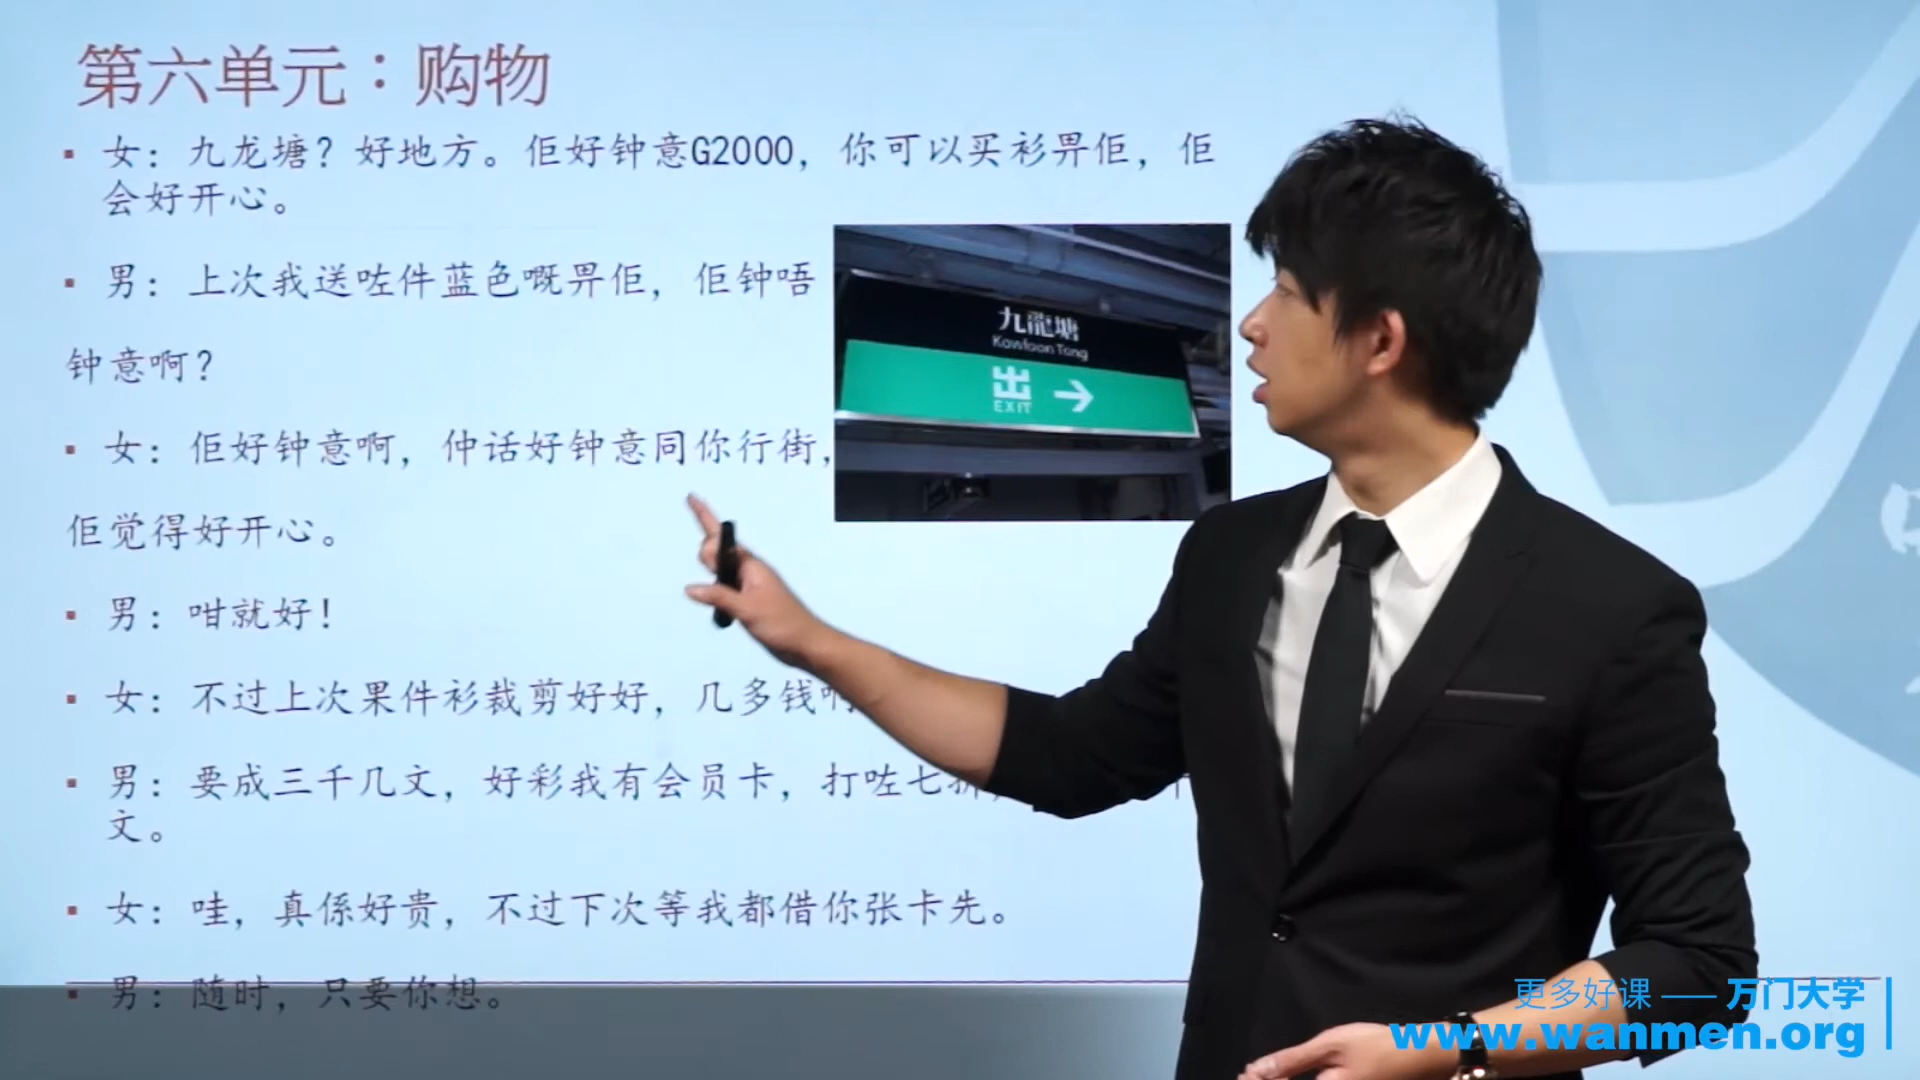 第六单元：购物
女：九龙塘？好地方。佢好钟意G2000，你可以买衫畀佢，佢
会好开心。
男：上次我送咗件蓝色嘅畀佢，佢钟唔
钟意啊？
女：佢好钟意啊，仲话好钟意同你行街，
佢觉得好开心。
男：咁就好！
女：不过上次果件衫裁剪好好，几多钱
男：要成三千几文，好彩我有会员卡，打咗七折，
文。
女：哇，真係好贵，不过下次等我都借你张卡先。
男：随时，只要你想。
九龍塘
Kowloon Tong
出
EXIT
更多好课 —— 万门大学
www.wanmen.org